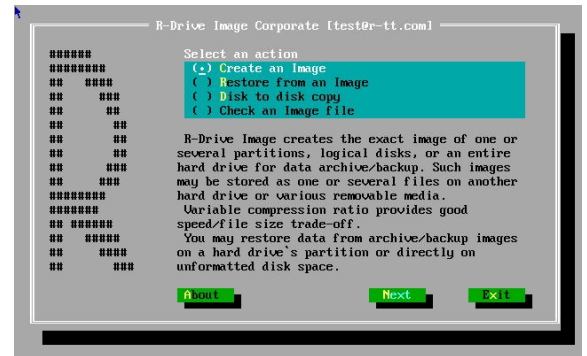 R-Drive Image Corporate [test@r-tt.com]
Select an action
(•) Create an Image
( ) Restore from an Image
( ) Disk to disk copy
( ) Check an Image file
R-Drive Image creates the exact image of one or
several partitions, logical disks, or an entire
hard drive for data archive/backup. Such images
may be stored as one or several files on another
hard drive or various removable media.
Variable compression ratio provides good
speed/file size trade-off.
You may restore data from archive/backup images
on a hard drive`s partition or directly on
unformatted disk space.
About
Next
Exit